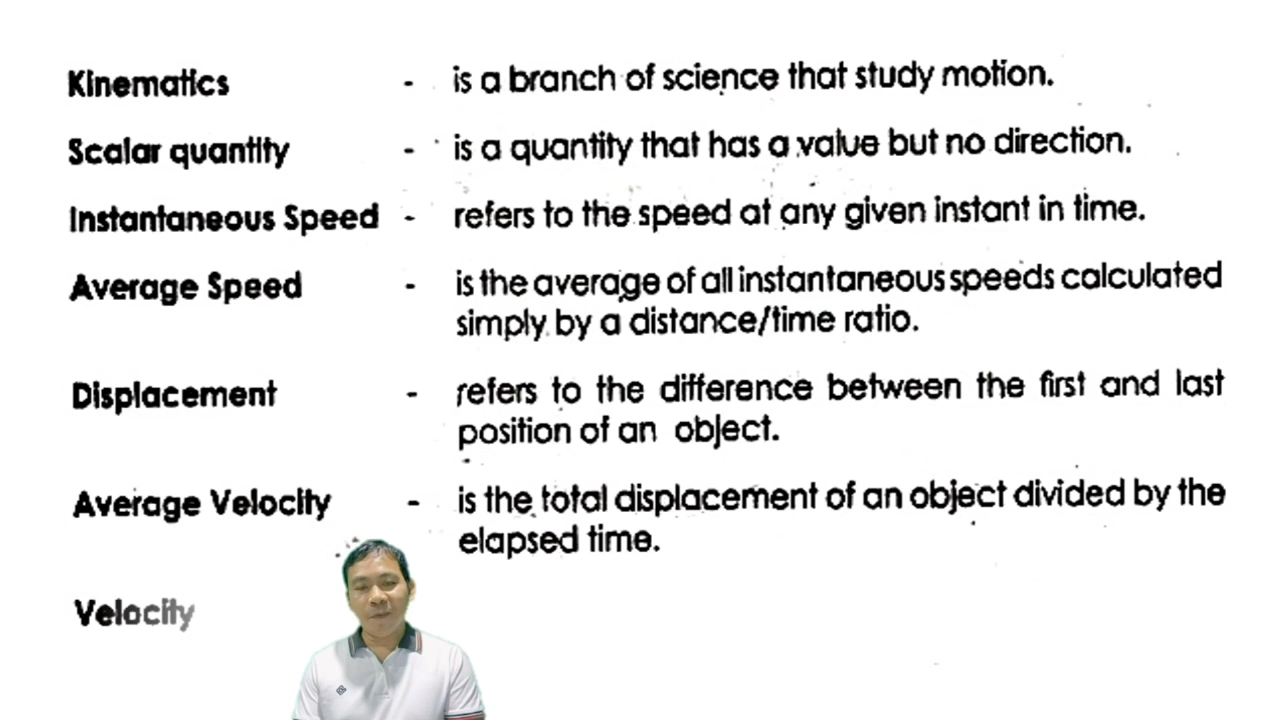 Kinematics - is a branch of science that study motion.
Scalar quantity - is a quantity that has a value but no direction.
Instantaneous Speed - refers to the speed at any given instant in time.
Average Speed - is the average of all instantaneous speeds calculated
simply by a distance/time ratio.
Displacement - refers to the difference between the first and last
position of an object.
Average Velocity - is the total displacement of an object divided by the
elapsed time.
Velocity